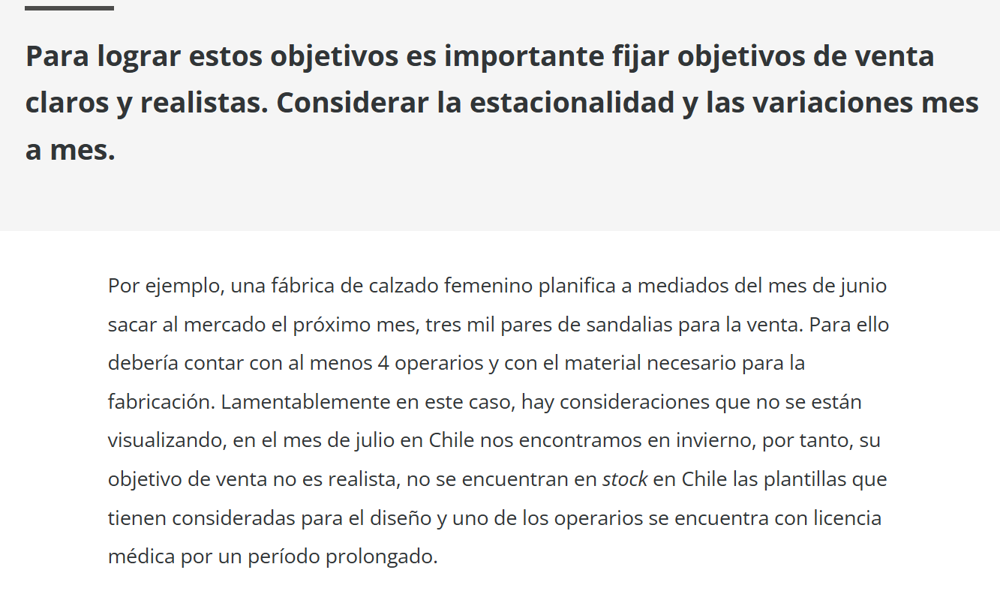 Para lograr estos objetivos es importante fijar objetivos de venta
claros y realistas. Considerar la estacionalidad y las variaciones mes
a mes.
Por ejemplo, una fábrica de calzado femenino planifica a mediados del mes de junio
sacar al mercado el próximo mes, tres mil pares de sandalias para la venta. Para ello
debería contar con al menos 4 operarios y con el material necesario para la
fabricación. Lamentablemente en este caso, hay consideraciones que no se están
visualizando, en el mes de julio en Chile nos encontramos en invierno, por tanto, su
objetivo de venta no es realista, no se encuentran en stock en Chile las plantillas que
tienen consideradas para el diseño y uno de los operarios se encuentra con licencia
médica por un período prolongado.